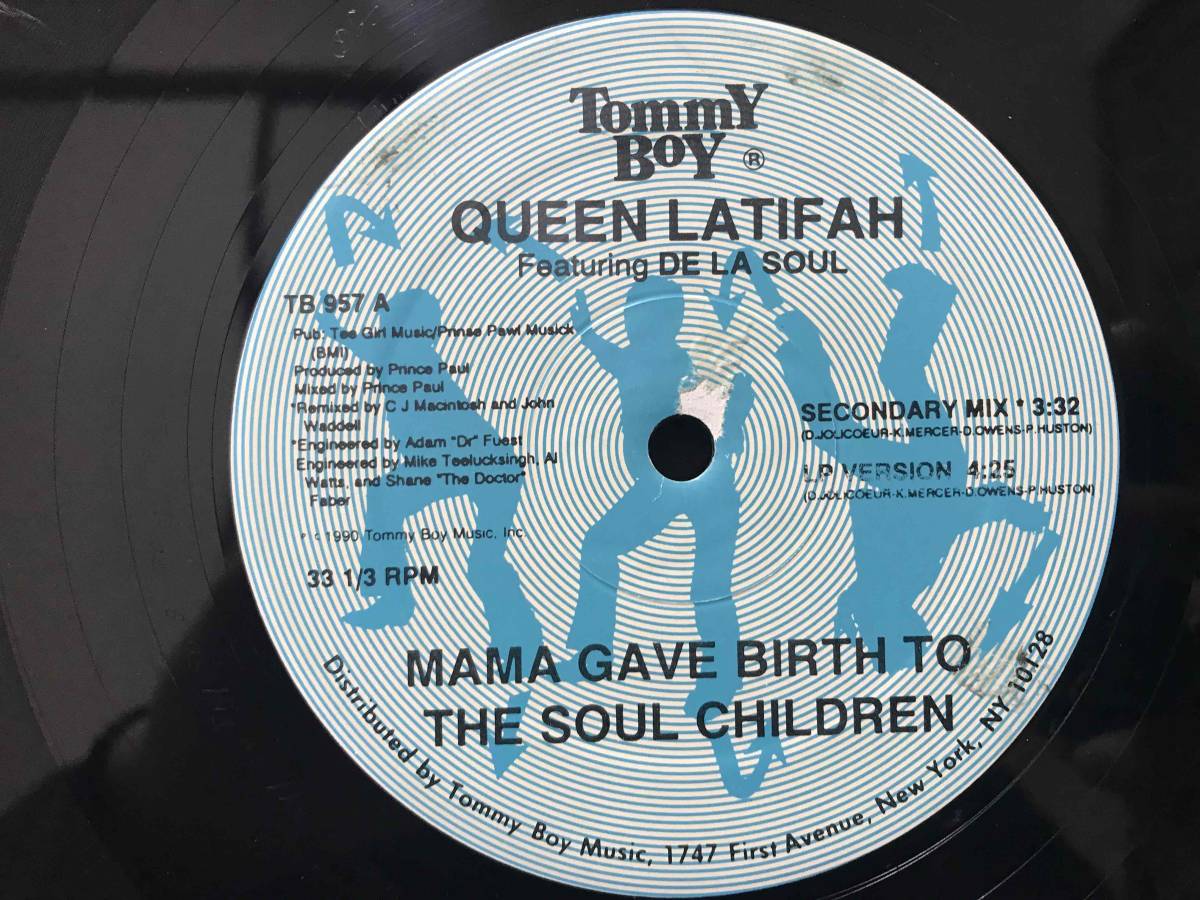 Tommy
Boy ®
QUEEN LATIFAH
Featuring DE LA SOUL
TB 957 A
Pub: Tee Girl Music/Prinse Pawl Musick
(BMI)
Produced by Prince Paul
Mixed by Prince Paul
*Remixed by C J Macintosh and John
Waddell
*Engineered by Adam "Dr" Fuest
Engineered by Mike Teelucksingh, Al
Watts, and Shane "The Doctor"
Faber
℗ © 1990 Tommy Boy Music, Inc.
33 1/3 RPM
SECONDARY MIX * 3:32
(D.JOLICOEUR-K.MERCER-D.OWENS-P.HUSTON)
LP VERSION 4:25
(D.JOLICOEUR-K.MERCER-D.OWENS-P.HUSTON)
MAMA GAVE BIRTH TO
THE SOUL CHILDREN
Distributed by Tommy Boy Music, 1747 First Avenue, New York, NY 10128